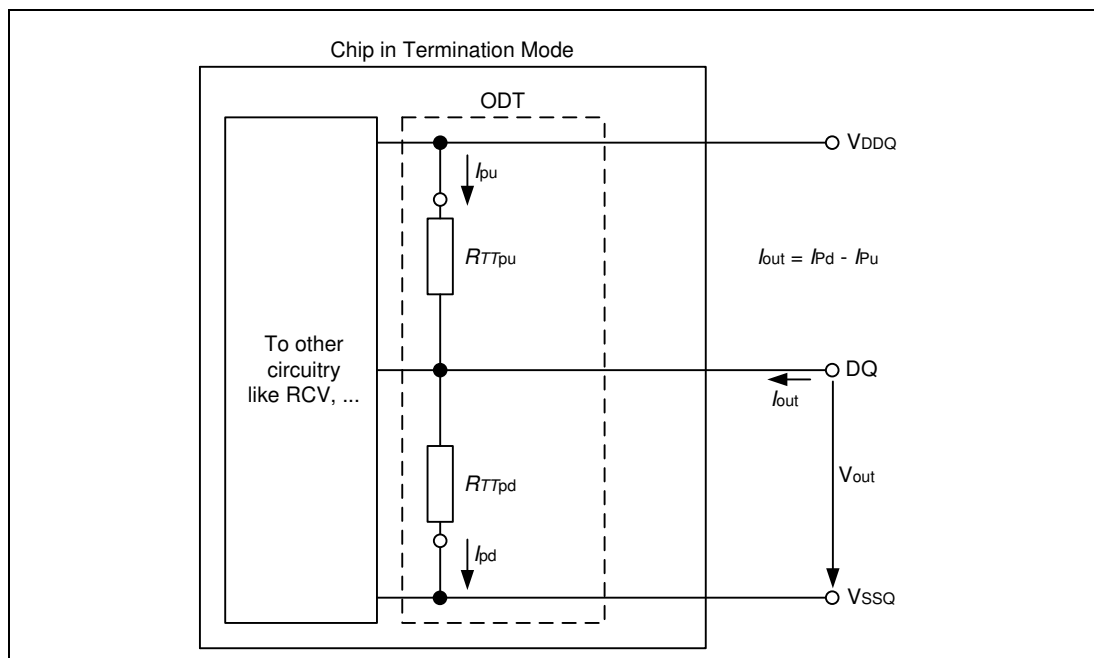 Chip in Termination Mode
ODT
VDDQ
Ipu
RTTpu
Iout = IPd - IPu
To other
circuitry
like RCV, ...
DQ
Iout
RTTpd
Vout
Ipd
VSSQ